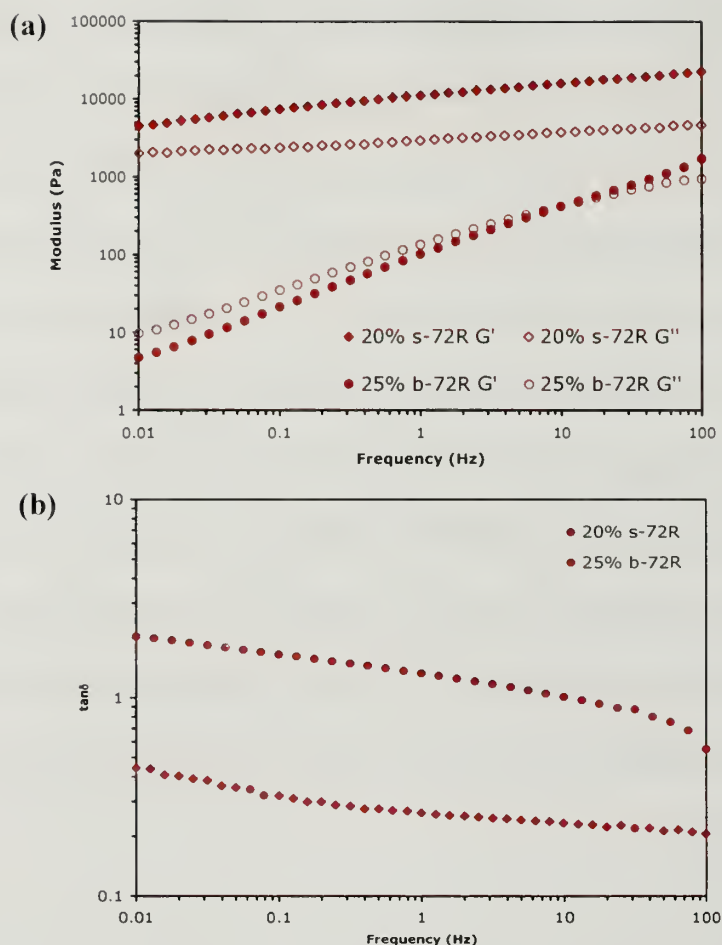 (a)
100000
10000
1000
100
10
1
Modulus (Pa)
20% s-72R G' 20% s-72R G"
25% b-72R G' 25% b-72R G"
0.01 0.1 1 10 100
Frequency (Hz)
(b)
10
1
0.1
tanδ
20% s-72R
25% b-72R
0.01 0.1 1 10 100
Frequency (Hz)